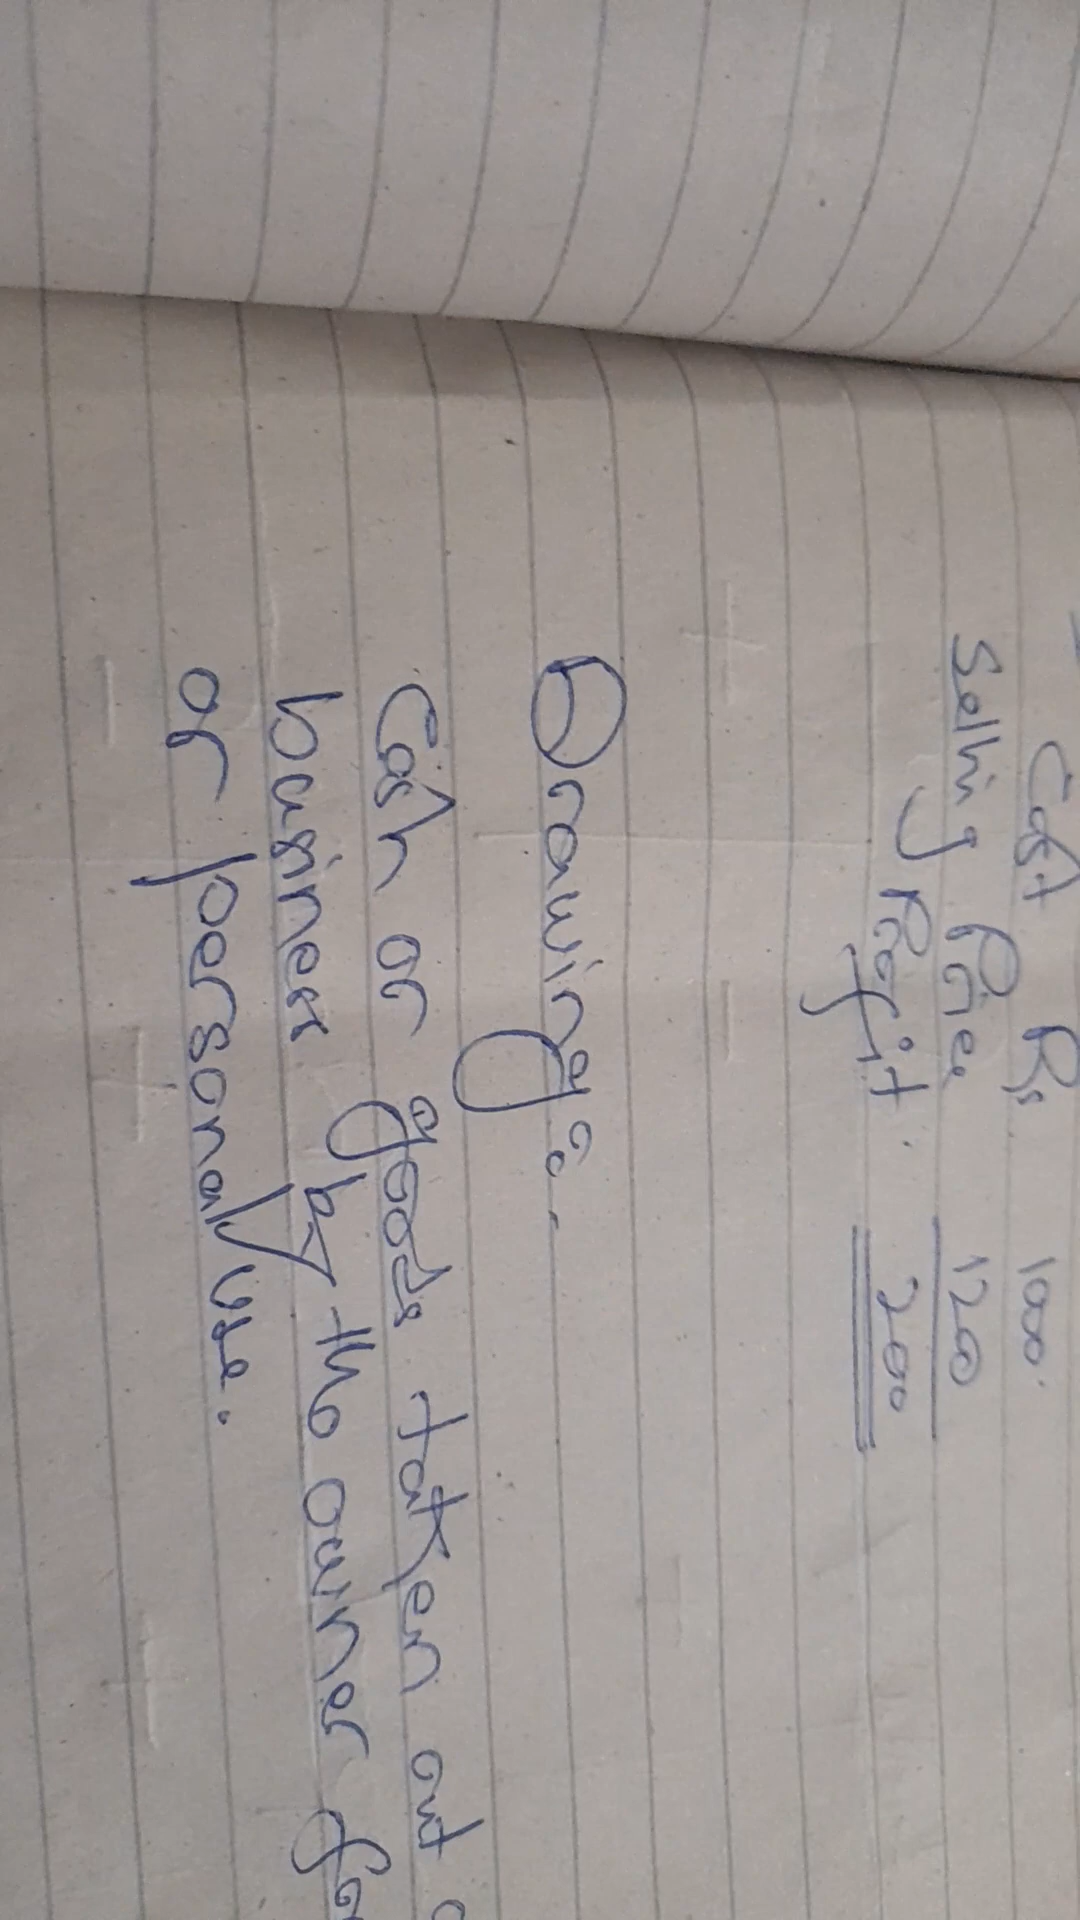 Cost Rs 1000.
Selling Price 1200
Profit. 200
Drawing :-
Cash or goods taken out
business by the owner for
or personal use.